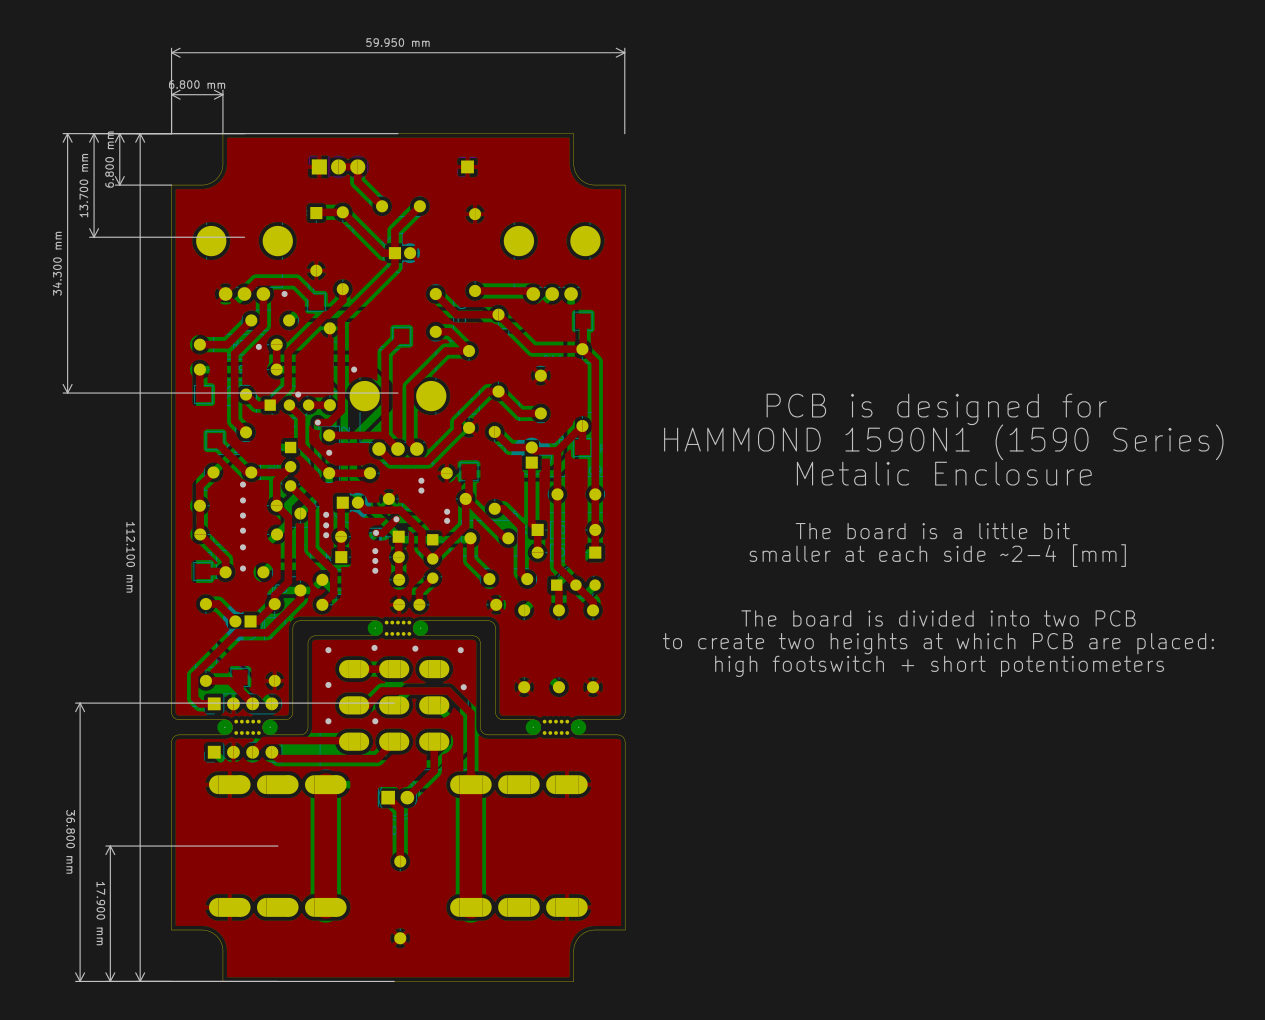 59.950 mm
6.800 mm
6.800 mm
13.700 mm
34.300 mm
PCB is designed for
HAMMOND 1590N1 (1590 Series)
Metalic Enclosure
The board is a little bit
smaller at each side ~2-4 [mm]
112.100 mm
The board is divided into two PCB
to create two heights at which PCB are placed:
high footswitch + short potentiometers
36.800 mm
17.900 mm